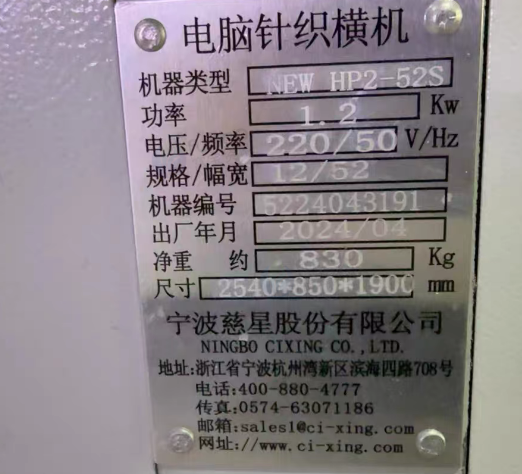 电脑针织横机
机器类型 NEW HP2-52S
功率 1.2 Kw
电压/频率 220/50 V/Hz
规格/幅宽 12/52
机器编号 5224043191
出厂年月 2024/04
净重 约 830 Kg
尺寸 2540*850*1900 mm
宁波慈星股份有限公司
NINGBO CIXING CO.,LTD.
地址:浙江省宁波杭州湾新区滨海四路708号
电话:400-880-4777
传真:0574-63071186
邮箱:sales1@ci-xing.com
网址://www.ci-xing.com